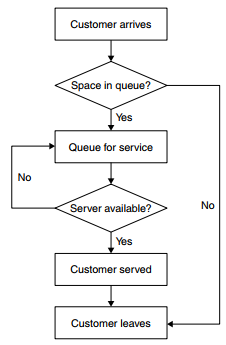 Customer arrives
Space in queue?
Yes
Queue for service
No
Server available?
No
Yes
Customer served
Customer leaves